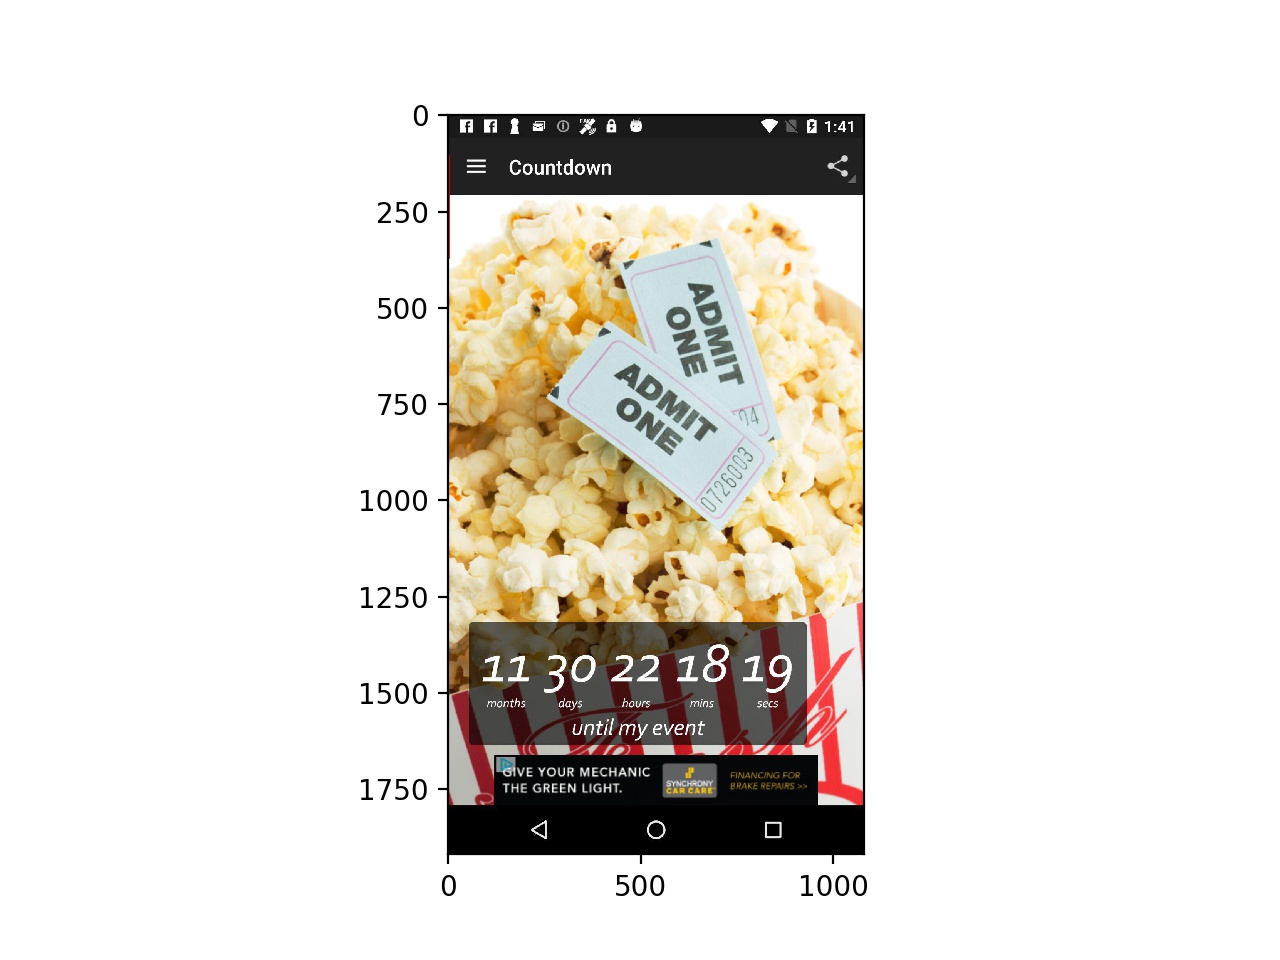 0
250
500
750
1000
1250
1500
1750
0 500 1000
1:41
Countdown
ADMIT
ONE
04
ADMIT
ONE
0726003
11 30 22 18 19
months days hours mins secs
until my event
GIVE YOUR MECHANIC
THE GREEN LIGHT.
SYNCHRONY
CAR CARE
FINANCING FOR
BRAKE REPAIRS >>